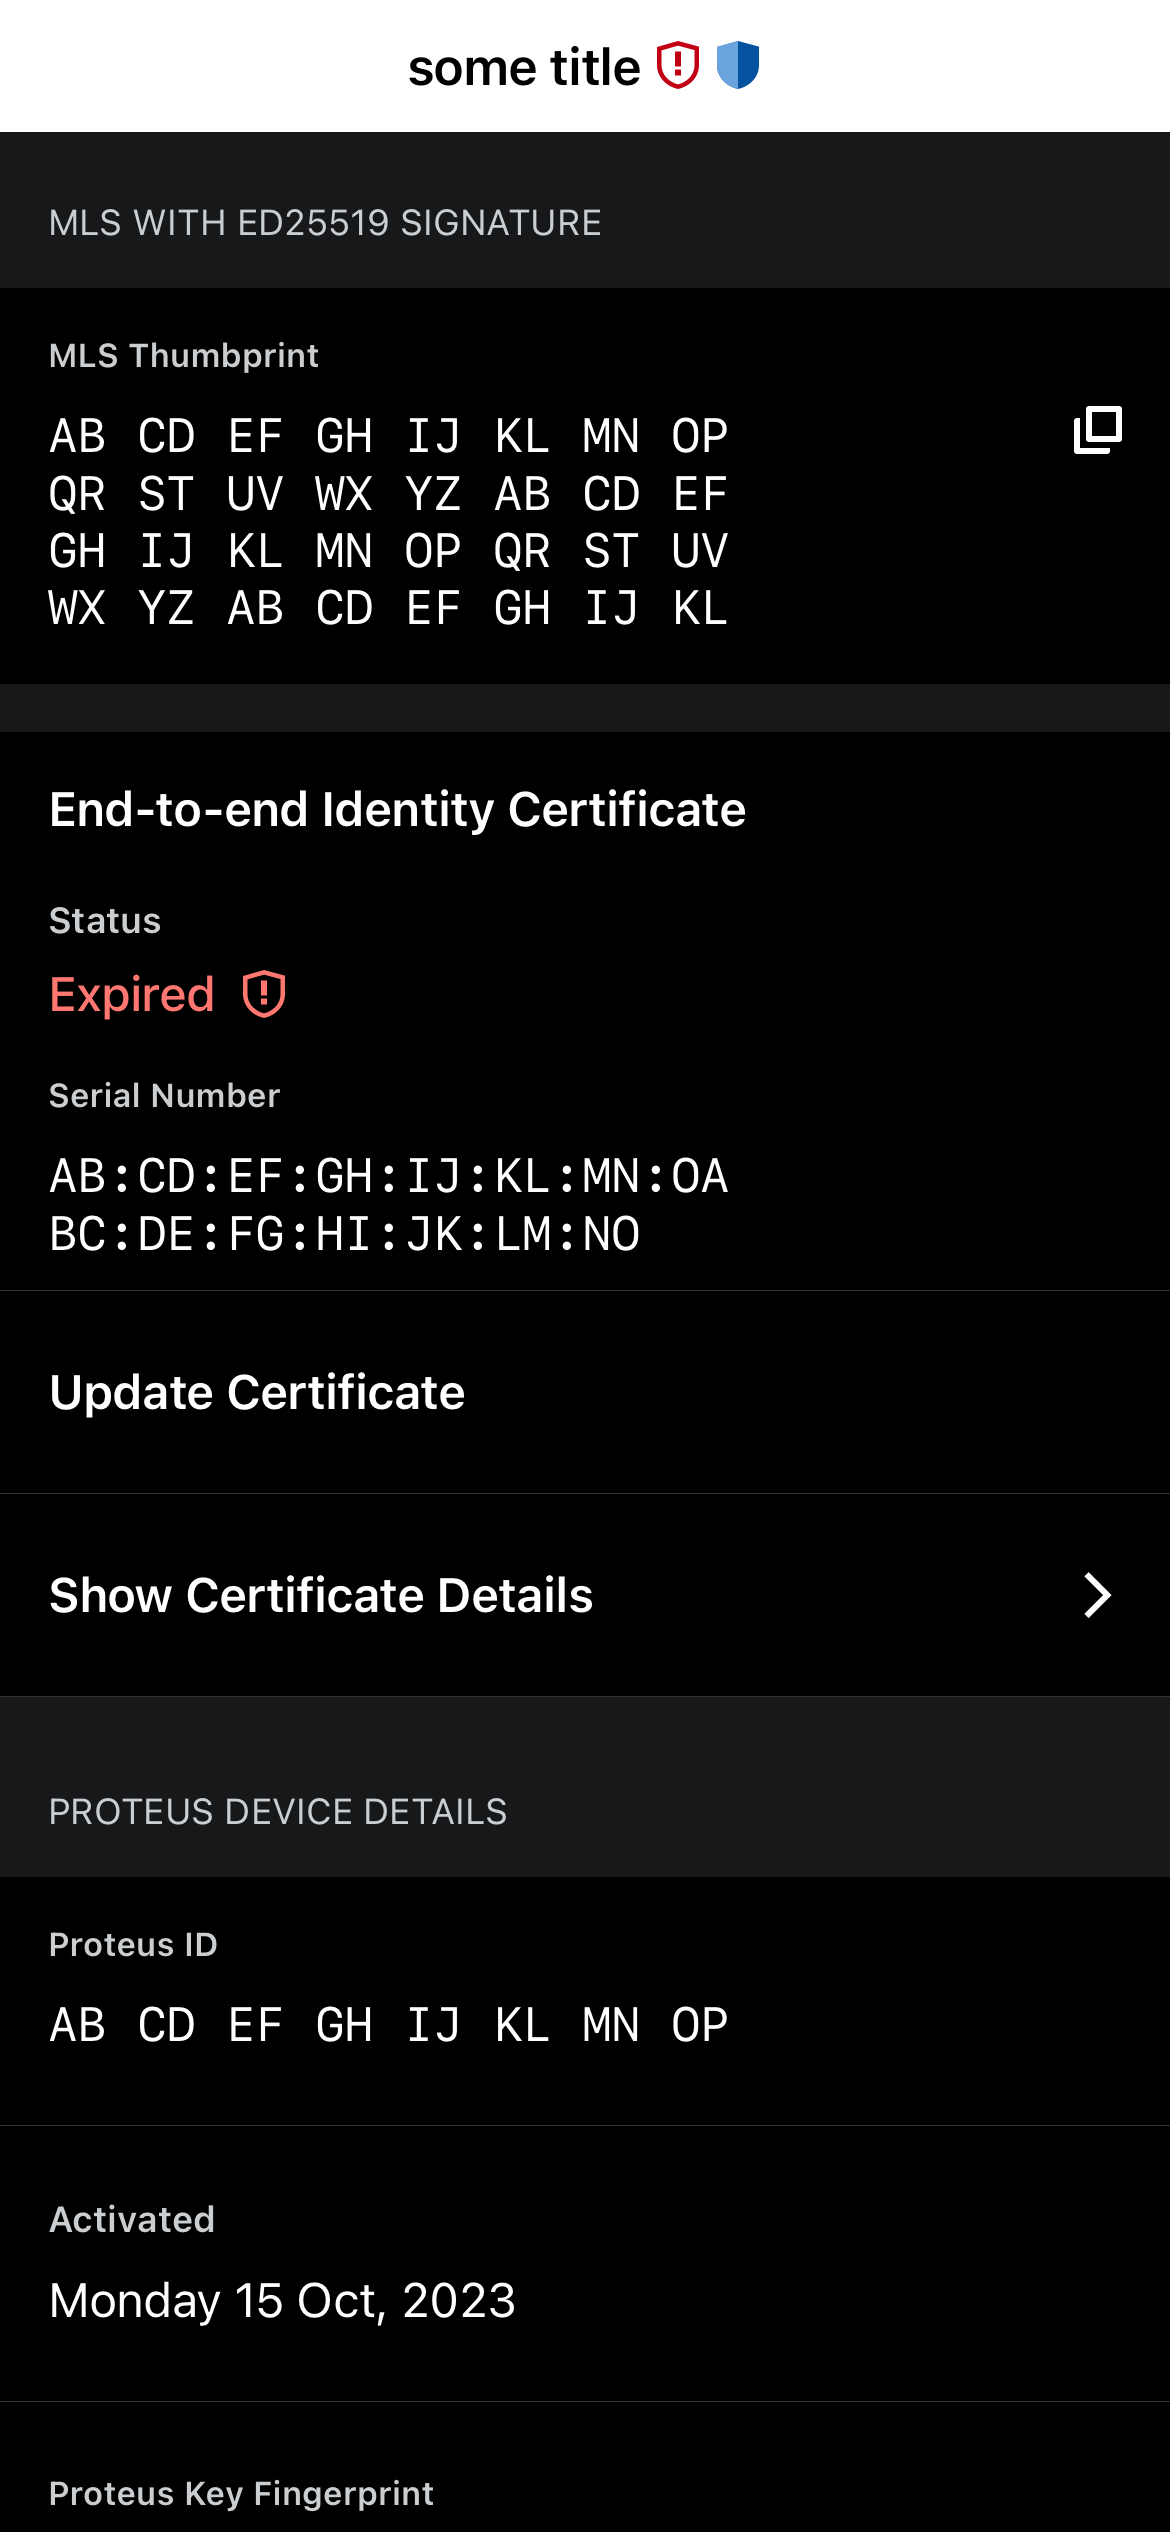 some title
MLS WITH ED25519 SIGNATURE
MLS Thumbprint
AB CD EF GH IJ KL MN OP
QR ST UV WX YZ AB CD EF
GH IJ KL MN OP QR ST UV
WX YZ AB CD EF GH IJ KL
End-to-end Identity Certificate
Status
Expired
Serial Number
AB:CD:EF:GH:IJ:KL:MN:OA
BC:DE:FG:HI:JK:LM:NO
Update Certificate
Show Certificate Details
PROTEUS DEVICE DETAILS
Proteus ID
AB CD EF GH IJ KL MN OP
Activated
Monday 15 Oct, 2023
Proteus Key Fingerprint